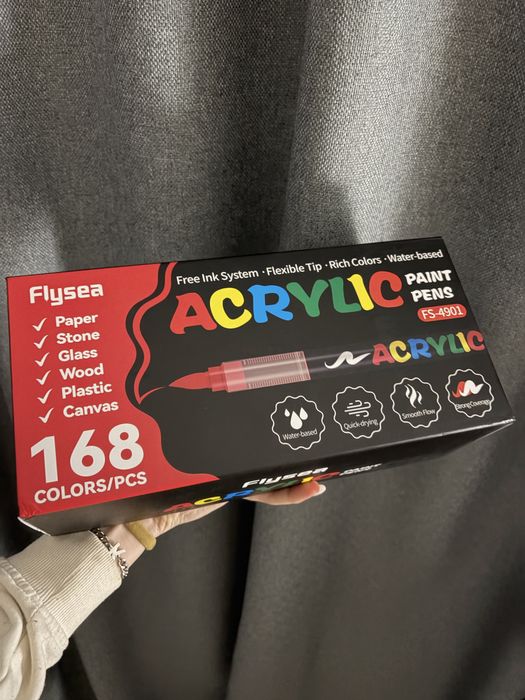 Free Ink System · Flexible Tip · Rich Colors · Water-based
Flysea
ACRYLIC
PAINT
PENS
FS-4901
✓ Paper
✓ Stone
✓ Glass
✓ Wood
✓ Plastic
✓ Canvas
168
COLORS/PCS
ACRYLIC
Water-based
Quick-drying
Smooth Flow
Strong Coverage
Flysea
ACRYLIC